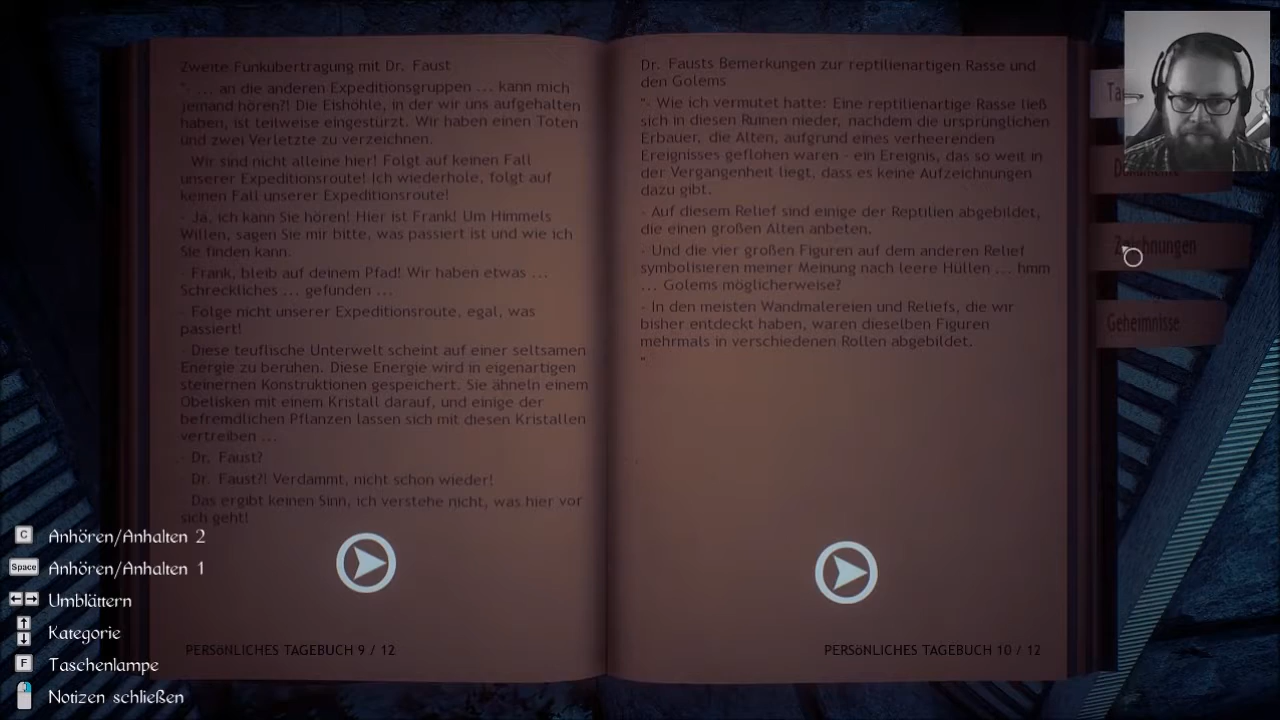 Zweite Funkübertragung mit Dr. Faust
"- ... an die anderen Expeditionsgruppen ... kann mich
jemand hören?! Die Eishöhle, in der wir uns aufgehalten
haben, ist teilweise eingestürzt. Wir haben einen Toten
und zwei Verletzte zu verzeichnen.
- Wir sind nicht alleine hier! Folgt auf keinen Fall
unserer Expeditionsroute! Ich wiederhole, folgt auf
keinen Fall unserer Expeditionsroute!
- Ja, ich kann Sie hören! Hier ist Frank! Um Himmels
Willen, sagen Sie mir bitte, was passiert ist und wie ich
Sie finden kann.
- Frank, bleib auf deinem Pfad! Wir haben etwas ...
Schreckliches ... gefunden ...
- Folge nicht unserer Expeditionsroute, egal, was
passiert!
- Diese teuflische Unterwelt scheint auf einer seltsamen
Energie zu beruhen. Diese Energie wird in eigenartigen
steinernen Konstruktionen gespeichert. Sie ähneln einem
Obelisken mit einem Kristall darauf, und einige der
befremdlichen Pflanzen lassen sich mit diesen Kristallen
vertreiben ...
- Dr. Faust?
- Dr. Faust?! Verdammt, nicht schon wieder!
- Das ergibt keinen Sinn, ich verstehe nicht, was hier vor
sich geht!
PERSöNLICHES TAGEBUCH 9 / 12
Dr. Fausts Bemerkungen zur reptilienartigen Rasse und
den Golems
"- Wie ich vermutet hatte: Eine reptilienartige Rasse ließ
sich in diesen Ruinen nieder, nachdem die ursprünglichen
Erbauer, die Alten, aufgrund eines verheerenden
Ereignisses geflohen waren - ein Ereignis, das so weit in
der Vergangenheit liegt, dass es keine Aufzeichnungen
dazu gibt.
- Auf diesem Relief sind einige der Reptilien abgebildet,
die einen großen Alten anbeten.
- Und die vier großen Figuren auf dem anderen Relief
symbolisieren meiner Meinung nach leere Hüllen ... hmm
... Golems möglicherweise?
- In den meisten Wandmalereien und Reliefs, die wir
bisher entdeckt haben, waren dieselben Figuren
mehrmals in verschiedenen Rollen abgebildet.
"
PERSöNLICHES TAGEBUCH 10 / 12
Ta
Dokumente
Zeichnungen
Geheimnisse
C Anhören/Anhalten 2
Space Anhören/Anhalten 1
Umblättern
Kategorie
F Taschenlampe
Notizen schließen